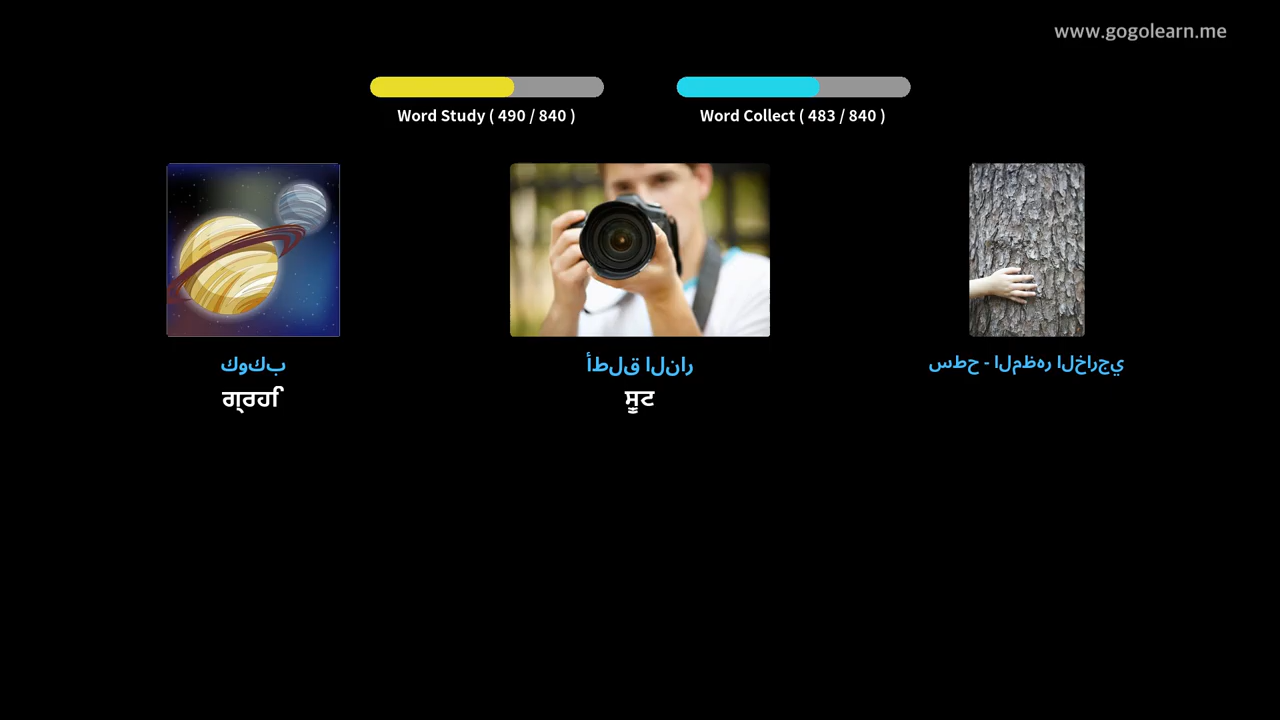 www.gogolearn.me
Word Study ( 490 / 840 )
Word Collect ( 483 / 840 )
كوكب
أطلق النار
سطح - المظهر الخارجي
ਗ੍ਰਹਿ
ਸ਼ੂਟ